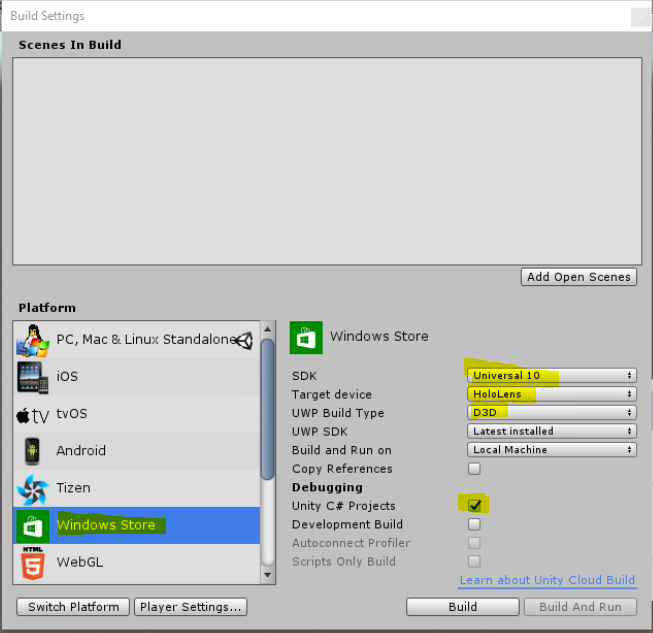 Build Settings
Scenes In Build
Add Open Scenes
Platform
PC, Mac & Linux Standalone
iOS
tv tvOS
Android
Tizen
Windows Store
HTML
5 WebGL
Windows Store
SDK Universal 10
Target device HoloLens
UWP Build Type D3D
UWP SDK Latest installed
Build and Run on Local Machine
Copy References
Debugging
Unity C# Projects
Development Build
Autoconnect Profiler
Scripts Only Build
Learn about Unity Cloud Build
Switch Platform Player Settings... Build Build And Run